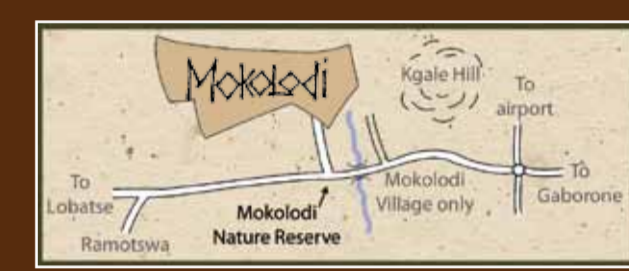 Mokolodi
Kgale Hill
To
airport
To
Gaborone
Mokolodi
Village only
To
Lobatse
Mokolodi
Nature Reserve
Ramotswa